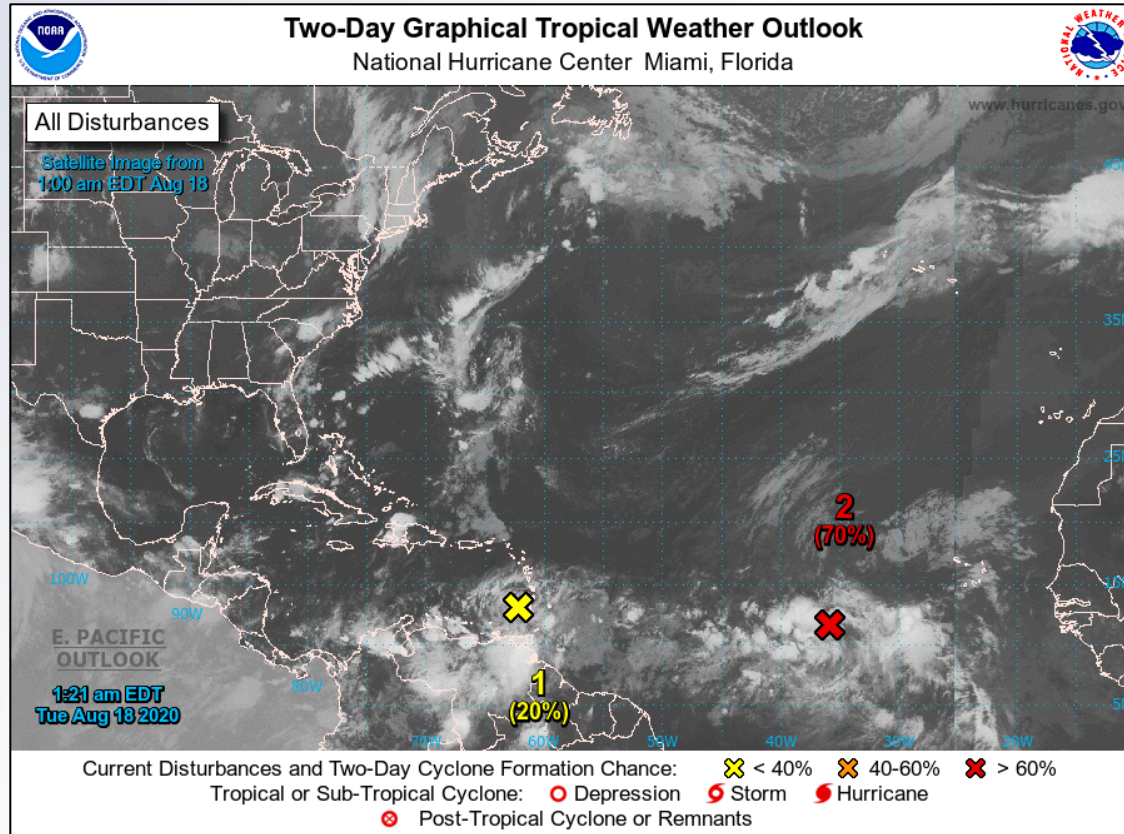 Two-Day Graphical Tropical Weather Outlook
National Hurricane Center Miami, Florida
NOAA
www.hurricanes.gov
All Disturbances
Satellite Image from
1:00 am EDT Aug 18
45N
35N
25N
2
(70%)
100W
90W
80W
E. PACIFIC
OUTLOOK
1:21 am EDT
Tue Aug 18 2020
1
(20%)
5N
70W 60W 50W 40W 30W 20W
Current Disturbances and Two-Day Cyclone Formation Chance: < 40% 40-60% > 60%
Tropical or Sub-Tropical Cyclone: Depression Storm Hurricane
Post-Tropical Cyclone or Remnants